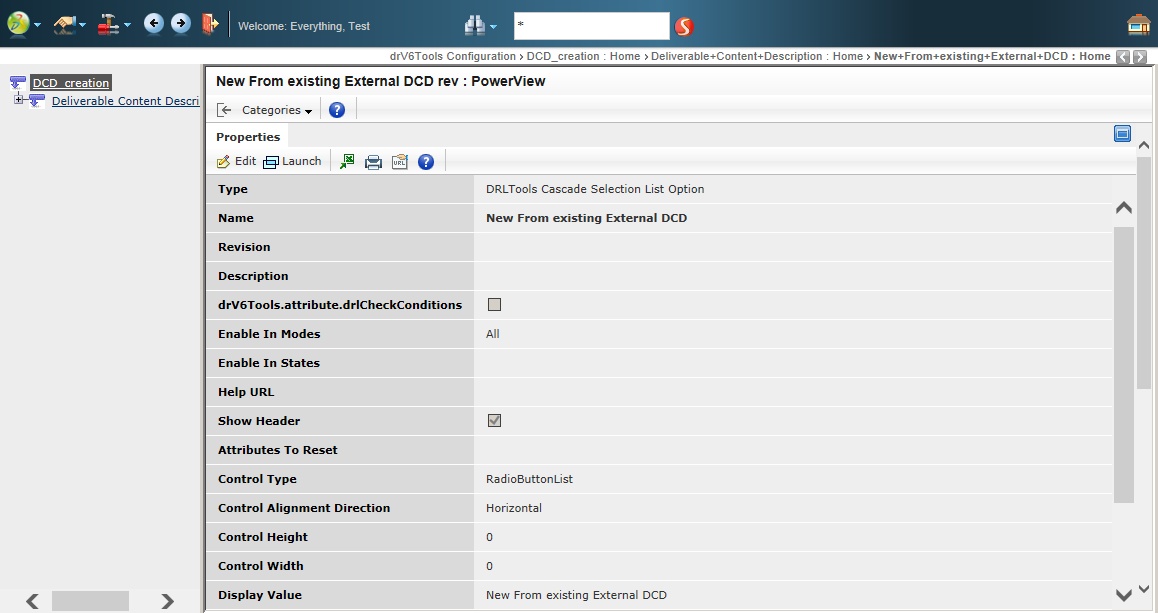 Welcome: Everything, Test
*
drV6Tools Configuration › DCD_creation : Home › Deliverable+Content+Description : Home › New+From+existing+External+DCD : Home
DCD_creation
Deliverable Content Descri
New From existing External DCD rev : PowerView
Categories
Properties
Edit Launch URL
Type DRLTools Cascade Selection List Option
Name New From existing External DCD
Revision
Description
drV6Tools.attribute.drlCheckConditions
Enable In Modes All
Enable In States
Help URL
Show Header
Attributes To Reset
Control Type RadioButtonList
Control Alignment Direction Horizontal
Control Height 0
Control Width 0
Display Value New From existing External DCD